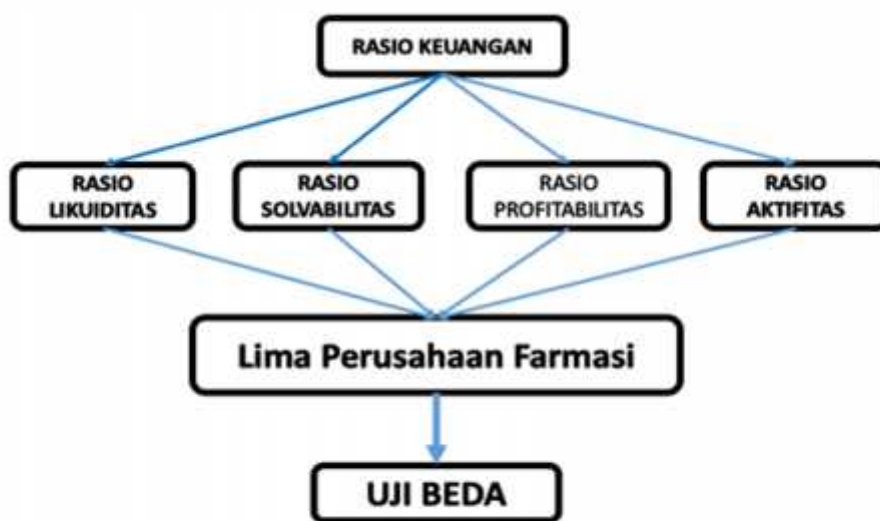 RASIO KEUANGAN
RASIO
LIKUIDITAS
RASIO
SOLVABILITAS
RASIO
PROFITABILITAS
RASIO
AKTIFITAS
Lima Perusahaan Farmasi
UJI BEDA